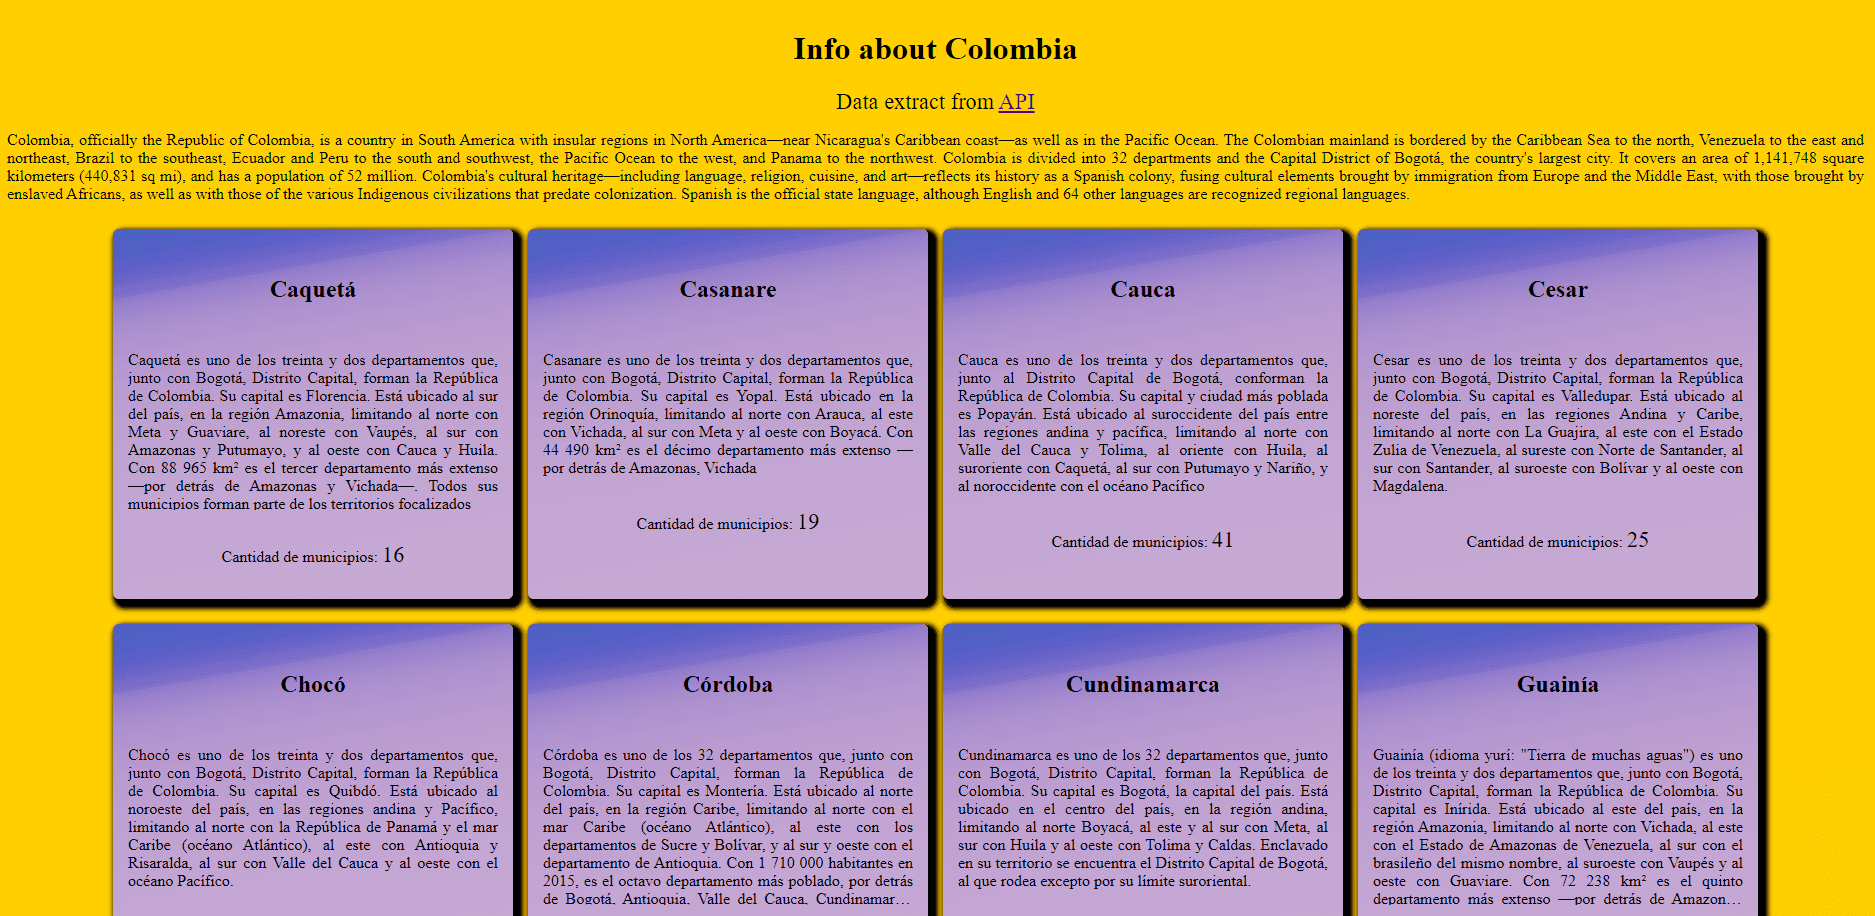 Info about Colombia
Data extract from API
Colombia, officially the Republic of Colombia, is a country in South America with insular regions in North America—near Nicaragua's Caribbean coast—as well as in the Pacific Ocean. The Colombian mainland is bordered by the Caribbean Sea to the north, Venezuela to the east and
northeast, Brazil to the southeast, Ecuador and Peru to the south and southwest, the Pacific Ocean to the west, and Panama to the northwest. Colombia is divided into 32 departments and the Capital District of Bogotá, the country's largest city. It covers an area of 1,141,748 square
kilometers (440,831 sq mi), and has a population of 52 million. Colombia's cultural heritage—including language, religion, cuisine, and art—reflects its history as a Spanish colony, fusing cultural elements brought by immigration from Europe and the Middle East, with those brought by
enslaved Africans, as well as with those of the various Indigenous civilizations that predate colonization. Spanish is the official state language, although English and 64 other languages are recognized regional languages.
Caquetá
Caquetá es uno de los treinta y dos departamentos que,
junto con Bogotá, Distrito Capital, forman la República
de Colombia. Su capital es Florencia. Está ubicado al sur
del país, en la región Amazonia, limitando al norte con
Meta y Guaviare, al noreste con Vaupés, al sur con
Amazonas y Putumayo, y al oeste con Cauca y Huila.
Con 88 965 km² es el tercer departamento más extenso
—por detrás de Amazonas y Vichada—. Todos sus
municipios forman parte de los territorios focalizados
Cantidad de municipios: 16
Casanare
Casanare es uno de los treinta y dos departamentos que,
junto con Bogotá, Distrito Capital, forman la República
de Colombia. Su capital es Yopal. Está ubicado en la
región Orinoquía, limitando al norte con Arauca, al este
con Vichada, al sur con Meta y al oeste con Boyacá. Con
44 490 km² es el décimo departamento más extenso —
por detrás de Amazonas, Vichada
Cantidad de municipios: 19
Cauca
Cauca es uno de los treinta y dos departamentos que,
junto al Distrito Capital de Bogotá, conforman la
República de Colombia. Su capital y ciudad más poblada
es Popayán. Está ubicado al suroccidente del país entre
las regiones andina y pacífica, limitando al norte con
Valle del Cauca y Tolima, al oriente con Huila, al
suroriente con Caquetá, al sur con Putumayo y Nariño, y
al noroccidente con el océano Pacífico
Cantidad de municipios: 41
Cesar
Cesar es uno de los treinta y dos departamentos que,
junto con Bogotá, Distrito Capital, forman la República
de Colombia. Su capital es Valledupar. Está ubicado al
noreste del país, en las regiones Andina y Caribe,
limitando al norte con La Guajira, al este con el Estado
Zulia de Venezuela, al sureste con Norte de Santander, al
sur con Santander, al suroeste con Bolívar y al oeste con
Magdalena.
Cantidad de municipios: 25
Chocó
Chocó es uno de los treinta y dos departamentos que,
junto con Bogotá, Distrito Capital, forman la República
de Colombia. Su capital es Quibdó. Está ubicado al
noroeste del país, en las regiones andina y Pacífico,
limitando al norte con la República de Panamá y el mar
Caribe (océano Atlántico), al este con Antioquia y
Risaralda, al sur con Valle del Cauca y al oeste con el
océano Pacífico.
Córdoba
Córdoba es uno de los 32 departamentos que, junto con
Bogotá, Distrito Capital, forman la República de
Colombia. Su capital es Montería. Está ubicado al norte
del país, en la región Caribe, limitando al norte con el
mar Caribe (océano Atlántico), al este con los
departamentos de Sucre y Bolívar, y al sur y oeste con el
departamento de Antioquia. Con 1 710 000 habitantes en
2015, es el octavo departamento más poblado, por detrás
de Bogotá, Antioquia, Valle del Cauca, Cundinamar…
Cundinamarca
Cundinamarca es uno de los 32 departamentos que, junto
con Bogotá, Distrito Capital, forman la República de
Colombia. Su capital es Bogotá, la capital del país. Está
ubicado en el centro del país, en la región andina,
limitando al norte Boyacá, al este y al sur con Meta, al
sur con Huila y al oeste con Tolima y Caldas. Enclavado
en su territorio se encuentra el Distrito Capital de Bogotá,
al que rodea excepto por su límite suroriental.
Guainía
Guainía (idioma yurí: "Tierra de muchas aguas") es uno
de los treinta y dos departamentos que, junto con Bogotá,
Distrito Capital, forman la República de Colombia. Su
capital es Inírida. Está ubicado al este del país, en la
región Amazonia, limitando al norte con Vichada, al este
con el Estado de Amazonas de Venezuela, al sur con el
brasileño del mismo nombre, al suroeste con Vaupés y al
oeste con Guaviare. Con 72 238 km² es el quinto
departamento más extenso —por detrás de Amazon…